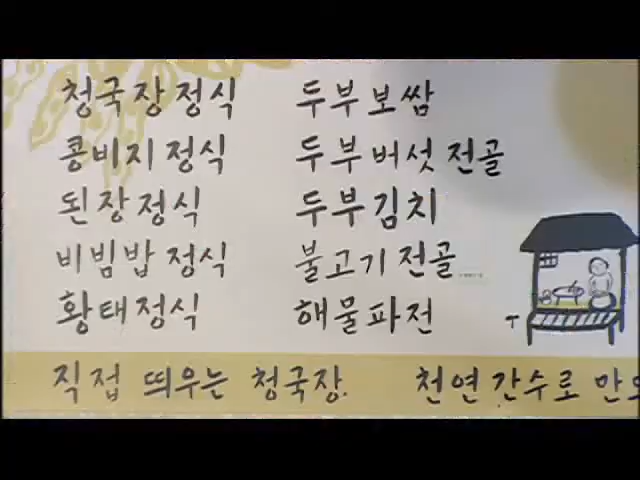 청국장정식 두부보쌈
콩비지정식 두부버섯전골
된장정식 두부김치
비빔밥정식 불고기전골
황태정식 해물파전
직접 띄우는 청국장. 천연간수로